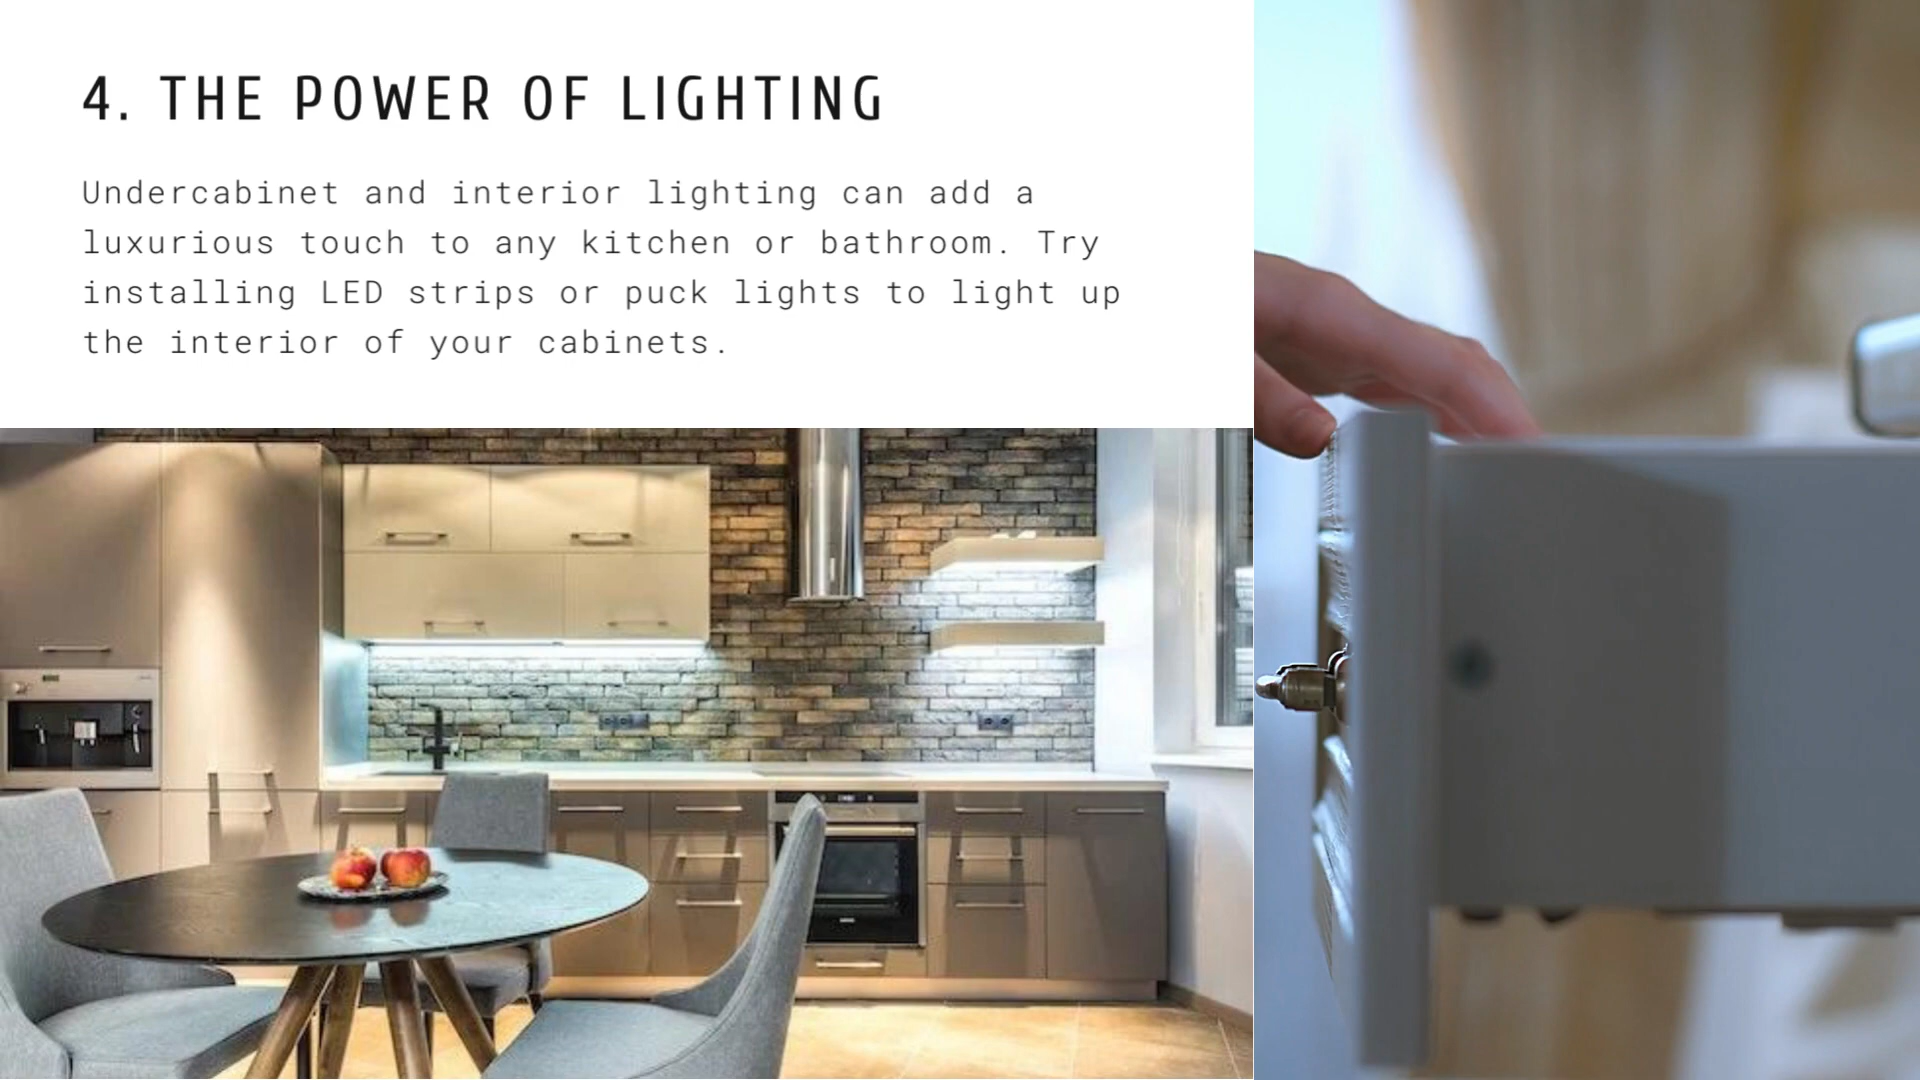 4. THE POWER OF LIGHTING
Undercabinet and interior lighting can add a
luxurious touch to any kitchen or bathroom. Try
installing LED strips or puck lights to light up
the interior of your cabinets.